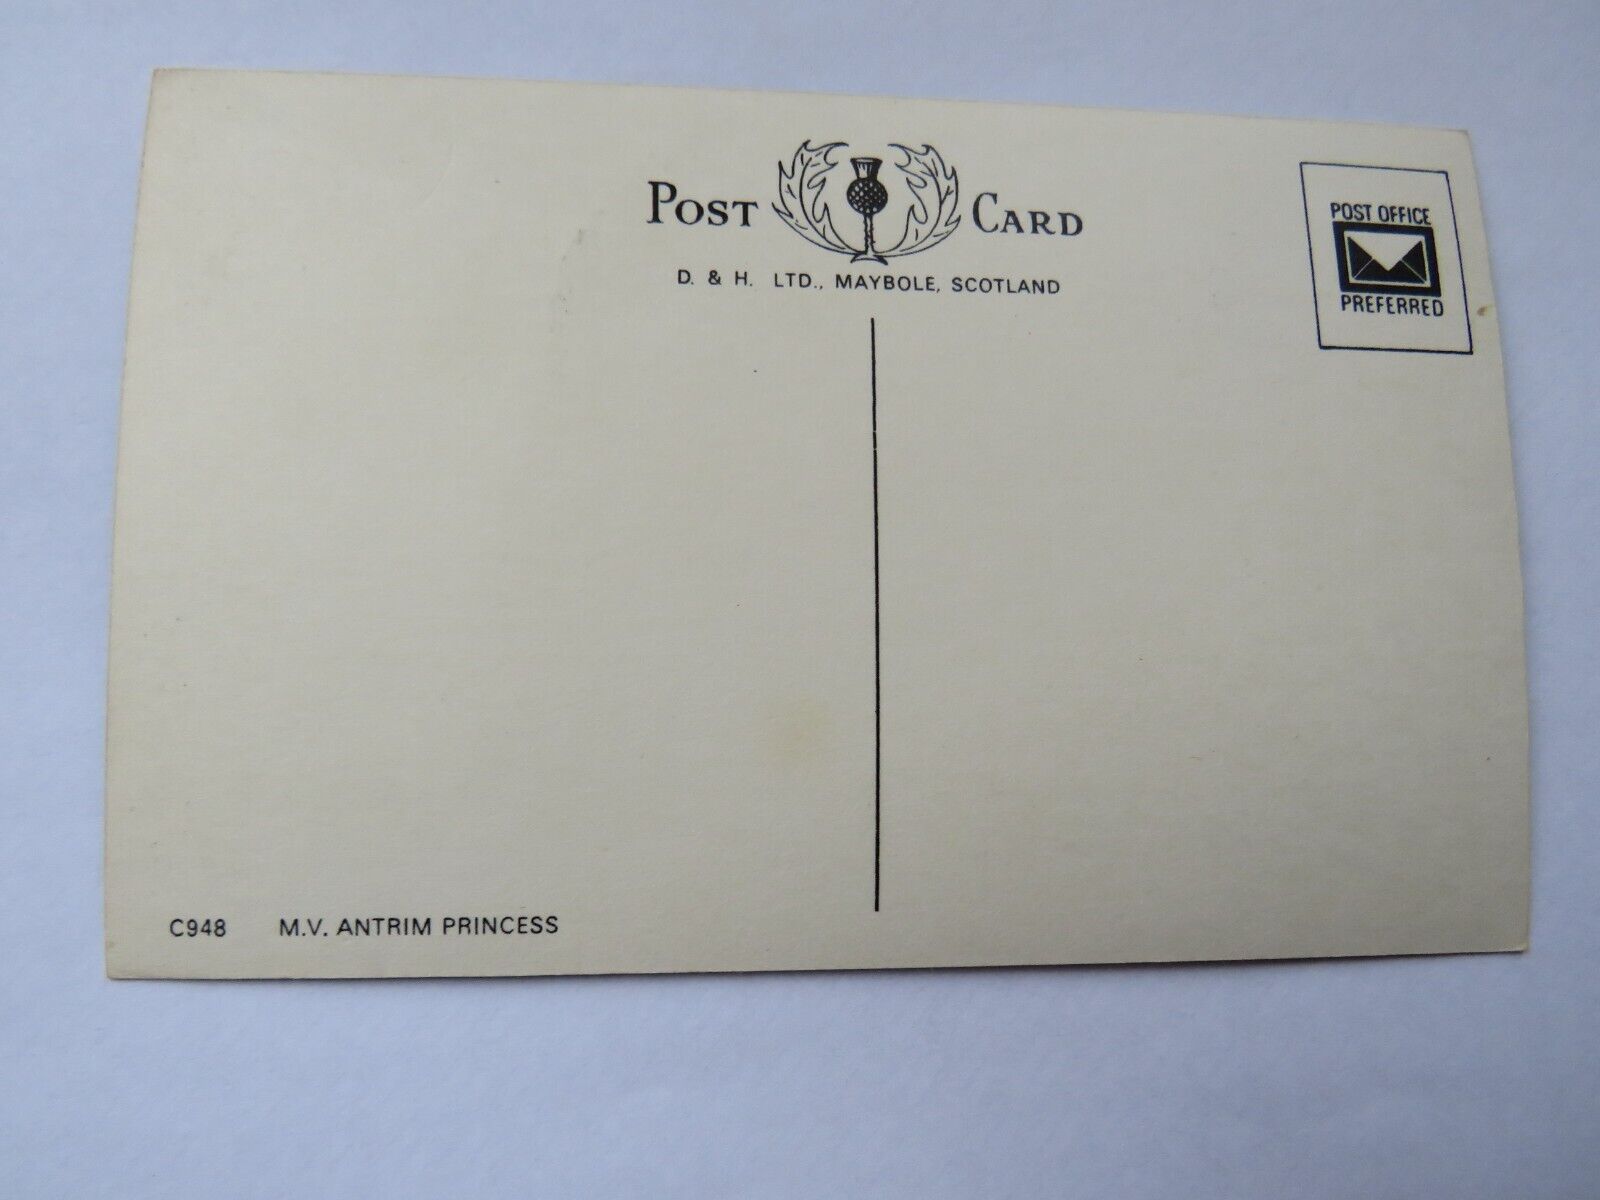 POST CARD
D. & H. LTD., MAYBOLE, SCOTLAND
POST OFFICE
PREFERRED
C948 M.V. ANTRIM PRINCESS